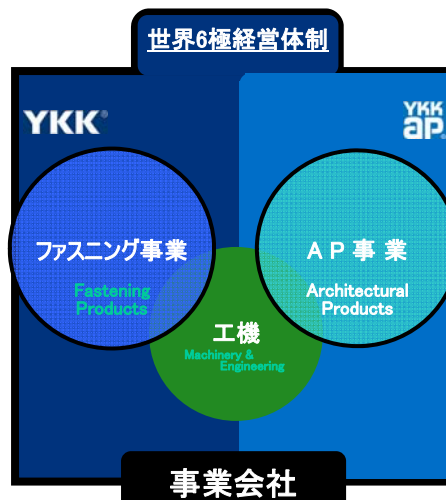 世界6極経営体制
YKK®
YKK
ap®
ファスニング事業
Fastening
Products
AP事業
Architectural
Products
工機
Machinery &
Engineering
事業会社